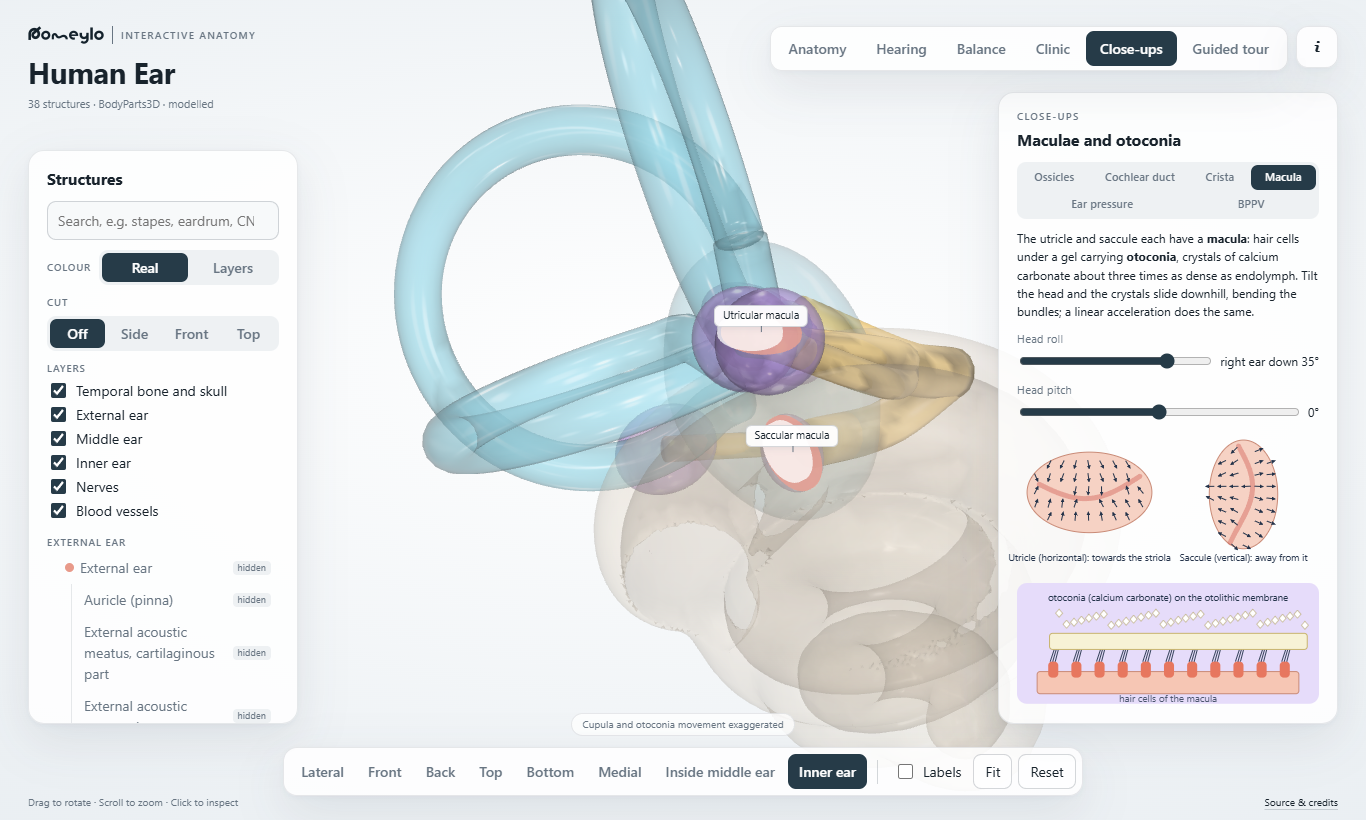 Domeylo
INTERACTIVE ANATOMY
Human Ear
38 structures · BodyParts3D · modelled
Anatomy
Hearing
Balance
Clinic
Close-ups
Guided tour
i
Structures
Search, e.g. stapes, eardrum, CN
COLOUR
Real
Layers
CUT
Off
Side
Front
Top
LAYERS
Temporal bone and skull
External ear
Middle ear
Inner ear
Nerves
Blood vessels
EXTERNAL EAR
External ear
hidden
Auricle (pinna)
hidden
External acoustic
meatus, cartilaginous
part
hidden
External acoustic
hidden
Utricular macula
Saccular macula
Cupula and otoconia movement exaggerated
CLOSE-UPS
Maculae and otoconia
Ossicles
Cochlear duct
Crista
Macula
Ear pressure
BPPV
The utricle and saccule each have a macula: hair cells
under a gel carrying otoconia, crystals of calcium
carbonate about three times as dense as endolymph. Tilt
the head and the crystals slide downhill, bending the
bundles; a linear acceleration does the same.
Head roll
right ear down 35°
Head pitch
0°
Utricle (horizontal): towards the striola
Saccule (vertical): away from it
otoconia (calcium carbonate) on the otolithic membrane
hair cells of the macula
Lateral
Front
Back
Top
Bottom
Medial
Inside middle ear
Inner ear
Labels
Fit
Reset
Drag to rotate · Scroll to zoom · Click to inspect
Source & credits